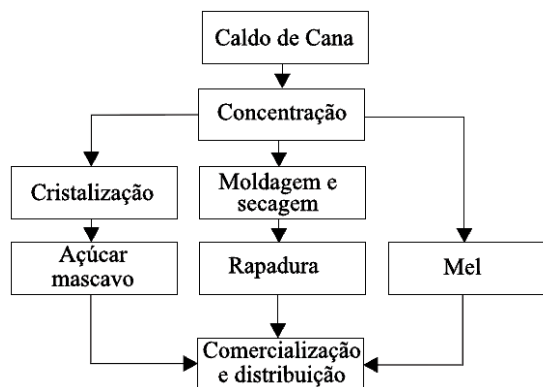 Caldo de Cana
Concentração
Cristalização
Moldagem e
secagem
Açúcar
mascavo
Rapadura
Mel
Comercialização
e distribuição